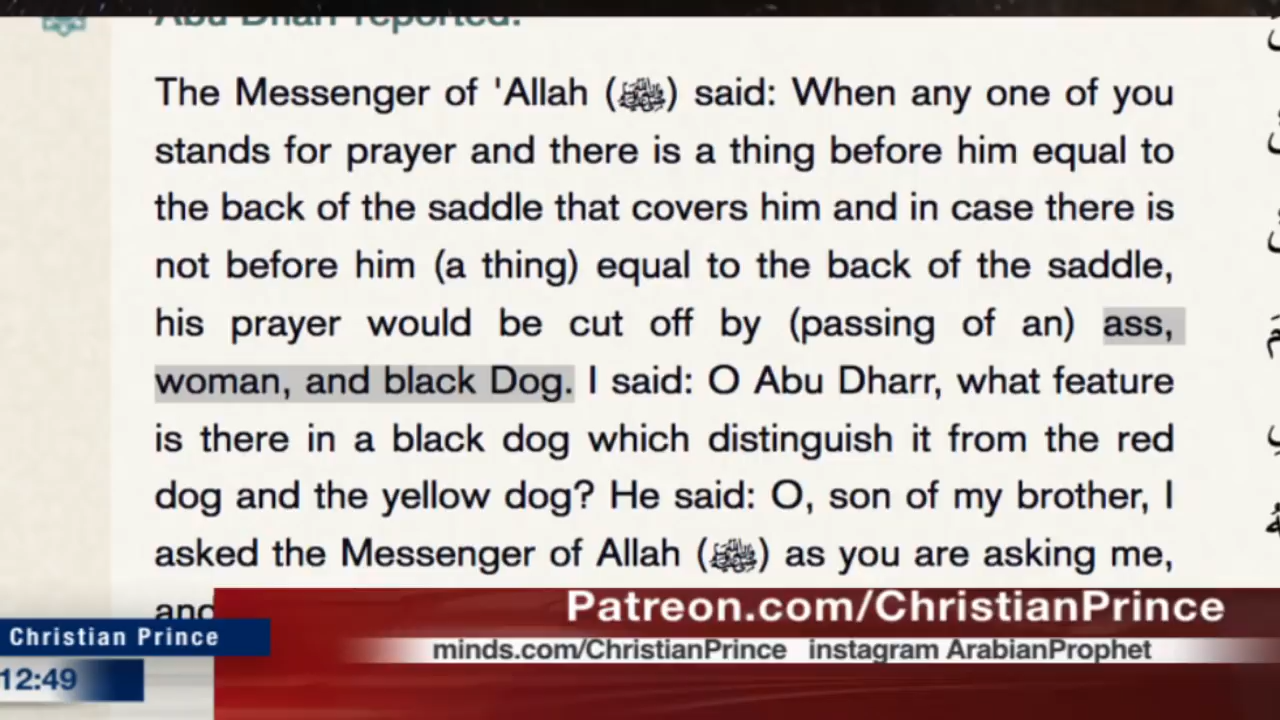 Abu Dharr reported:
The Messenger of 'Allah (ﷺ) said: When any one of you
stands for prayer and there is a thing before him equal to
the back of the saddle that covers him and in case there is
not before him (a thing) equal to the back of the saddle,
his prayer would be cut off by (passing of an) ass,
woman, and black Dog. I said: O Abu Dharr, what feature
is there in a black dog which distinguish it from the red
dog and the yellow dog? He said: O, son of my brother, I
asked the Messenger of Allah (ﷺ) as you are asking me,
and
Patreon.com/ChristianPrince
Christian Prince
minds.com/ChristianPrince instagram ArabianProphet
12:49